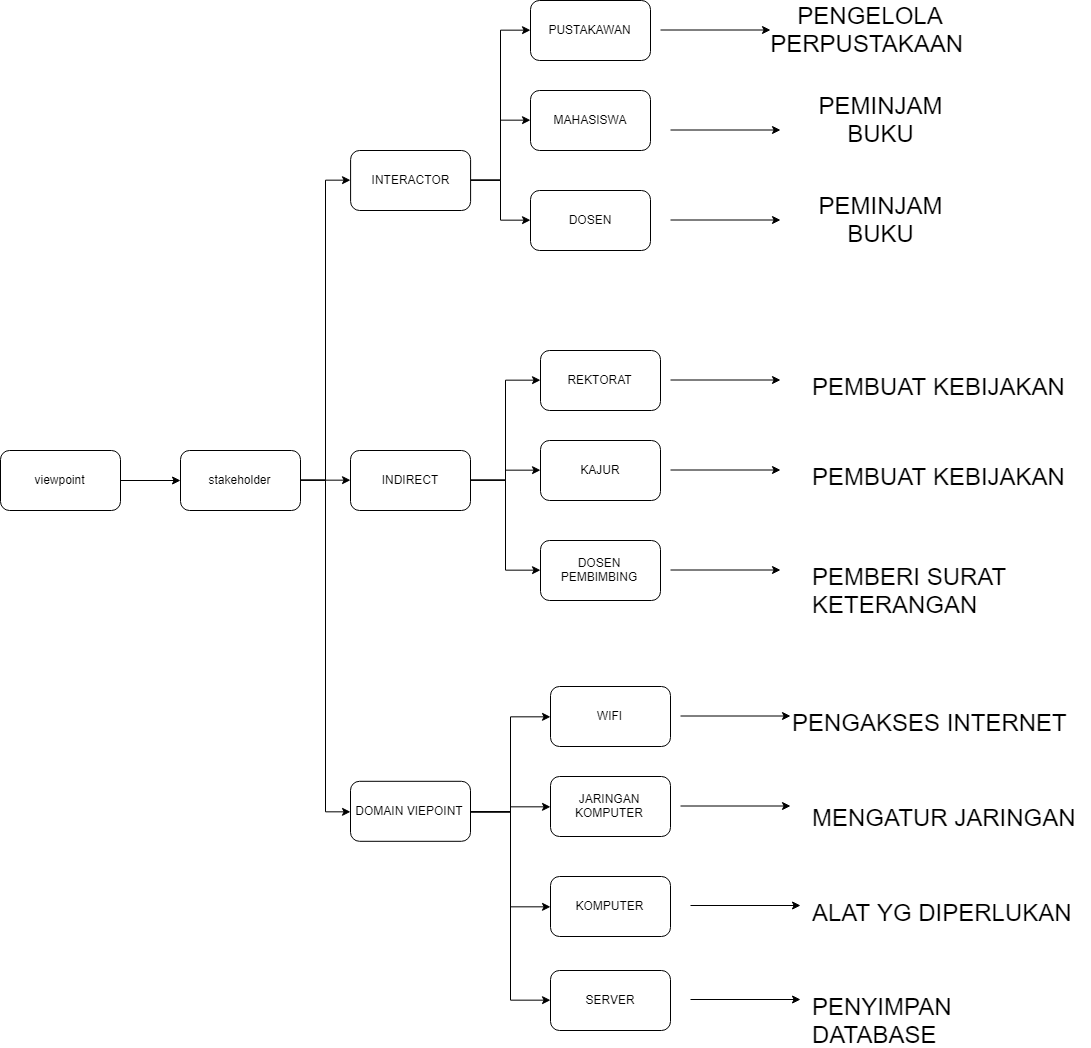 PUSTAKAWAN
PENGELOLA
PERPUSTAKAAN
MAHASISWA
PEMINJAM
BUKU
INTERACTOR
DOSEN
PEMINJAM
BUKU
REKTORAT
PEMBUAT KEBIJAKAN
viewpoint
stakeholder
INDIRECT
KAJUR
PEMBUAT KEBIJAKAN
DOSEN
PEMBIMBING
PEMBERI SURAT
KETERANGAN
WIFI
PENGAKSES INTERNET
DOMAIN VIEPOINT
JARINGAN
KOMPUTER
MENGATUR JARINGAN
KOMPUTER
ALAT YG DIPERLUKAN
SERVER
PENYIMPAN
DATABASE